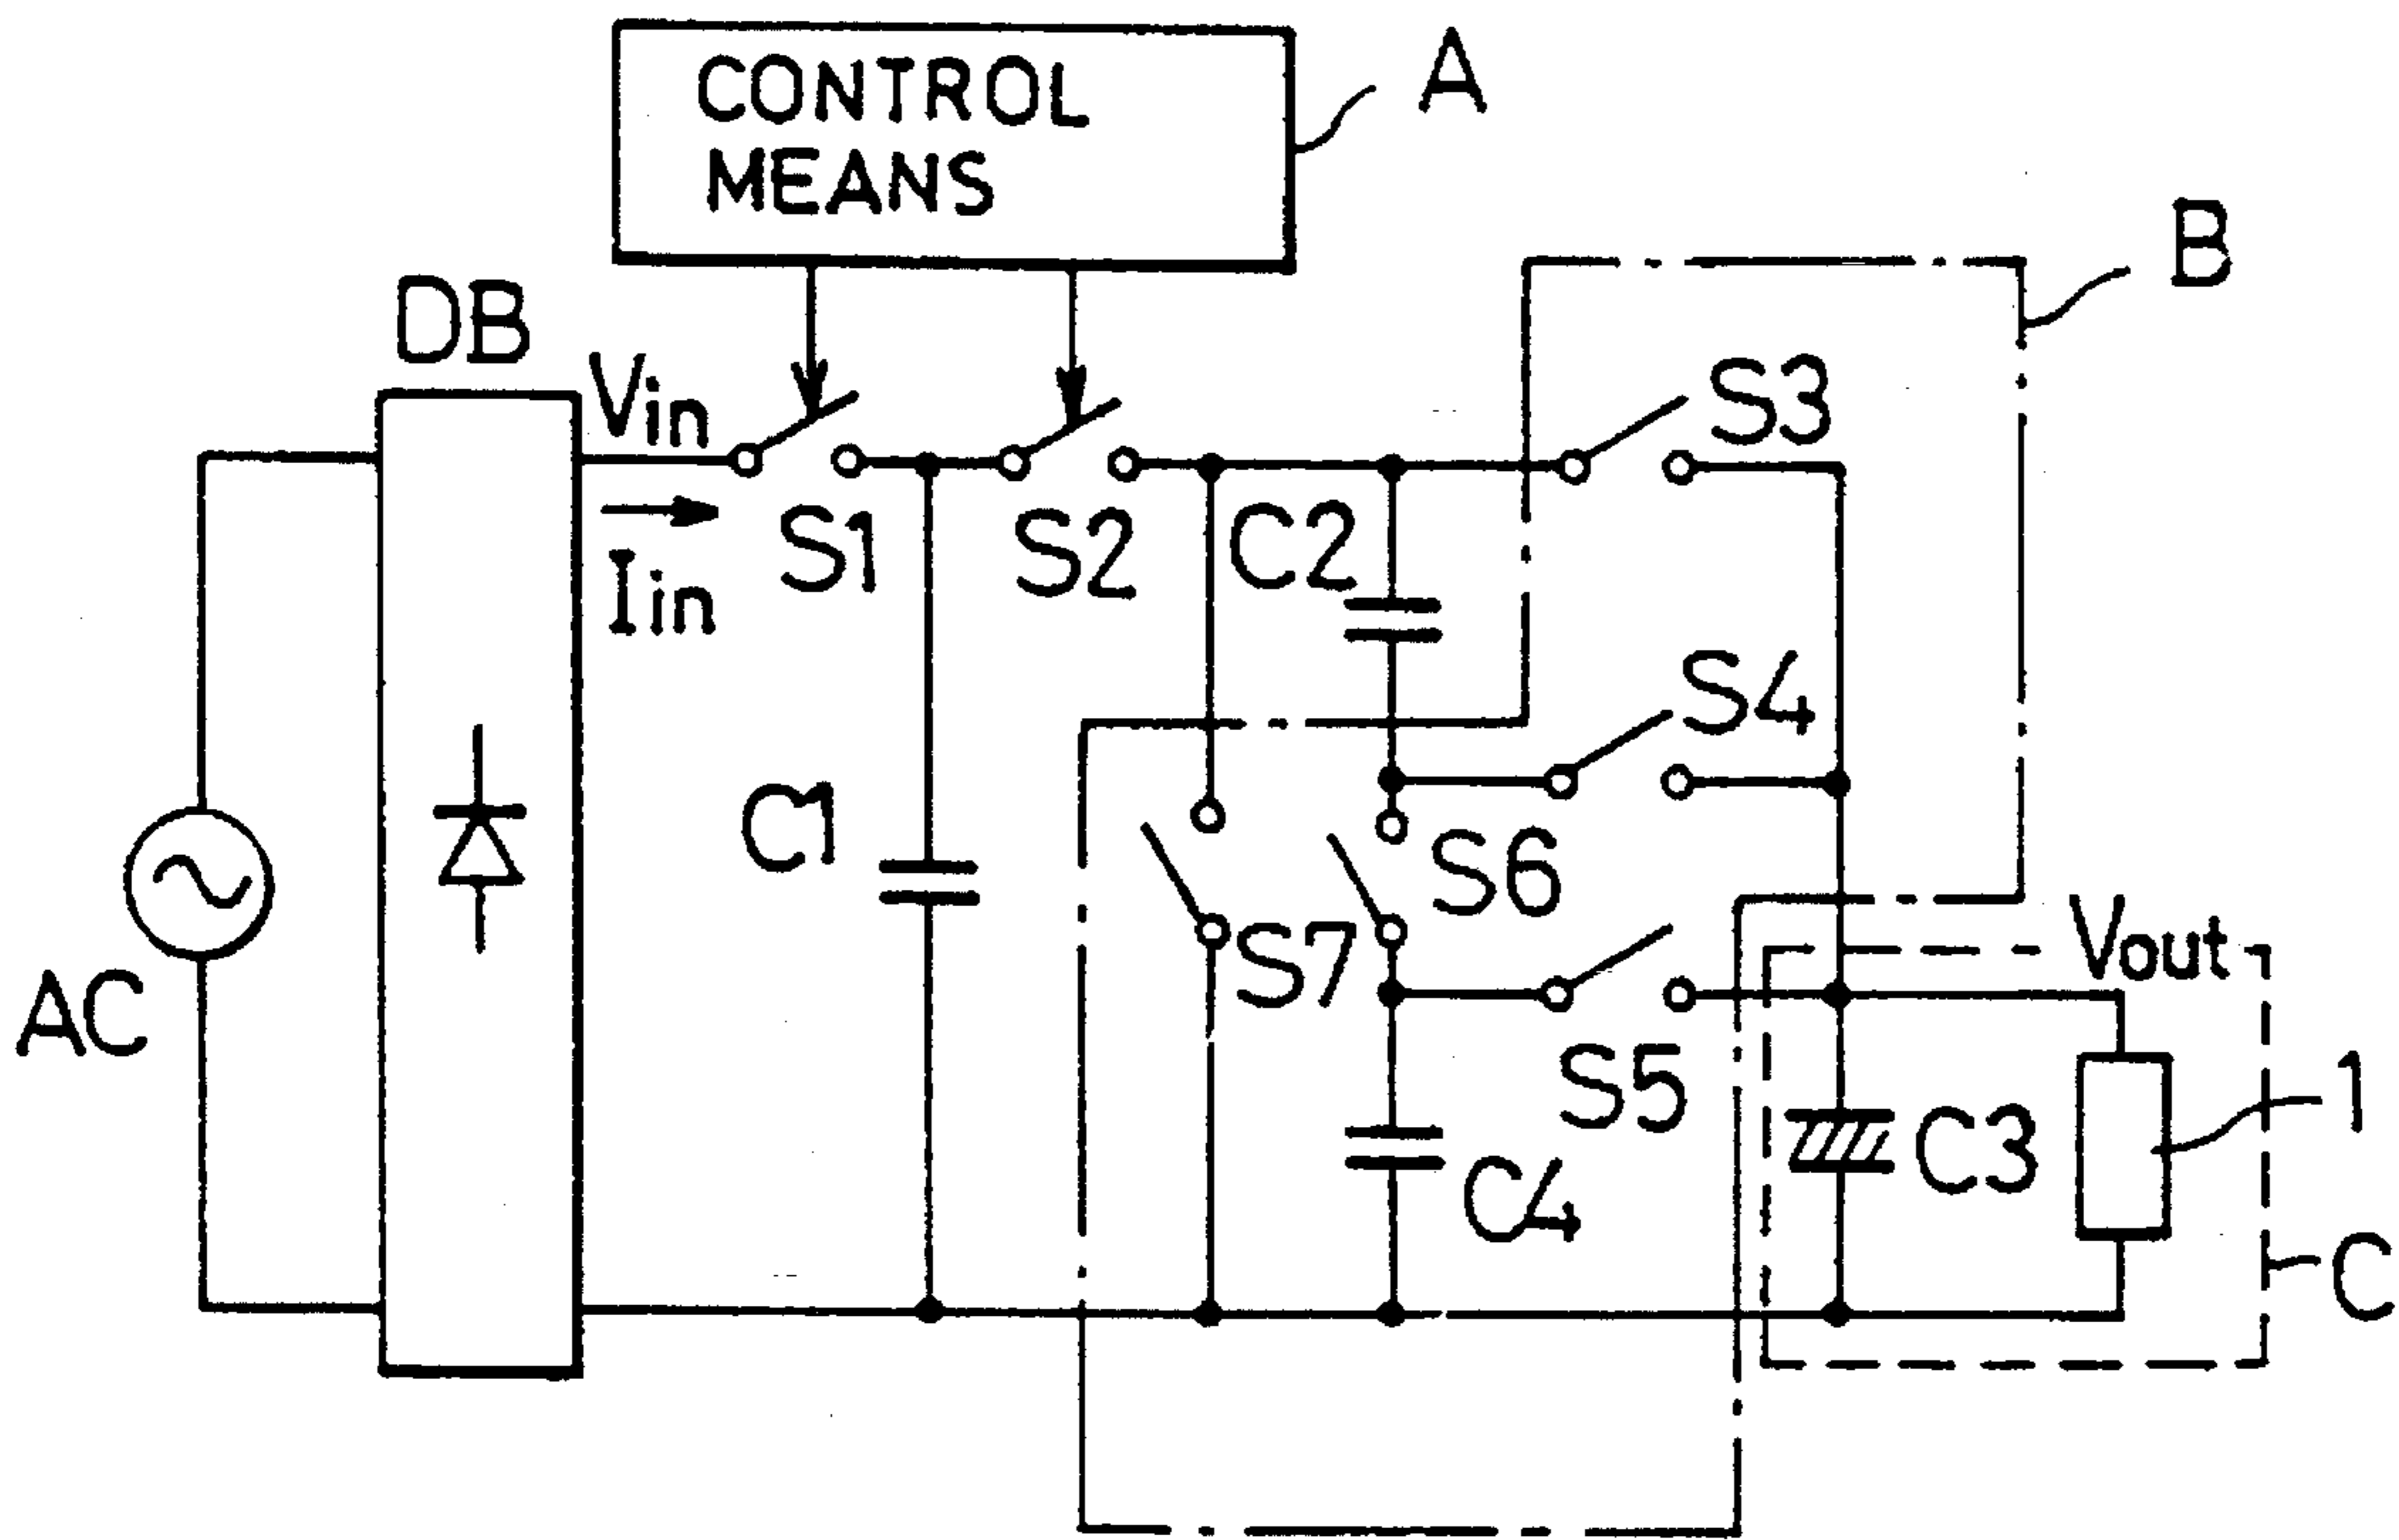 CONTROL
MEANS
A
B
DB
Vin
Iin
S1
S2
C2
S3
S4
C1
S6
S7
Vout
AC
S5
1
C3
C4
C